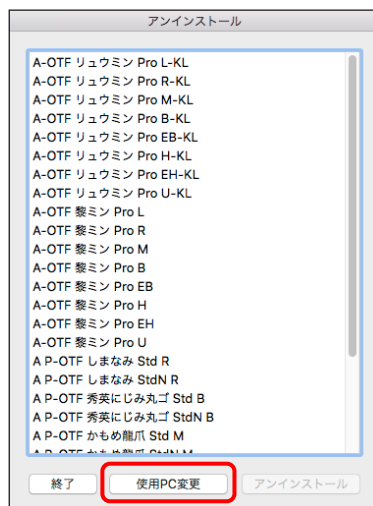 アンインストール
A-OTF リュウミン Pro L-KL
A-OTF リュウミン Pro R-KL
A-OTF リュウミン Pro M-KL
A-OTF リュウミン Pro B-KL
A-OTF リュウミン Pro EB-KL
A-OTF リュウミン Pro H-KL
A-OTF リュウミン Pro EH-KL
A-OTF リュウミン Pro U-KL
A-OTF 黎ミン Pro L
A-OTF 黎ミン Pro R
A-OTF 黎ミン Pro M
A-OTF 黎ミン Pro B
A-OTF 黎ミン Pro EB
A-OTF 黎ミン Pro H
A-OTF 黎ミン Pro EH
A-OTF 黎ミン Pro U
A P-OTF しまなみ Std R
A P-OTF しまなみ StdN R
A P-OTF 秀英にじみ丸ゴ Std B
A P-OTF 秀英にじみ丸ゴ StdN B
A P-OTF かもめ龍爪 Std M
A P-OTF かもめ龍爪 StdN M
終了 使用PC変更 アンインストール